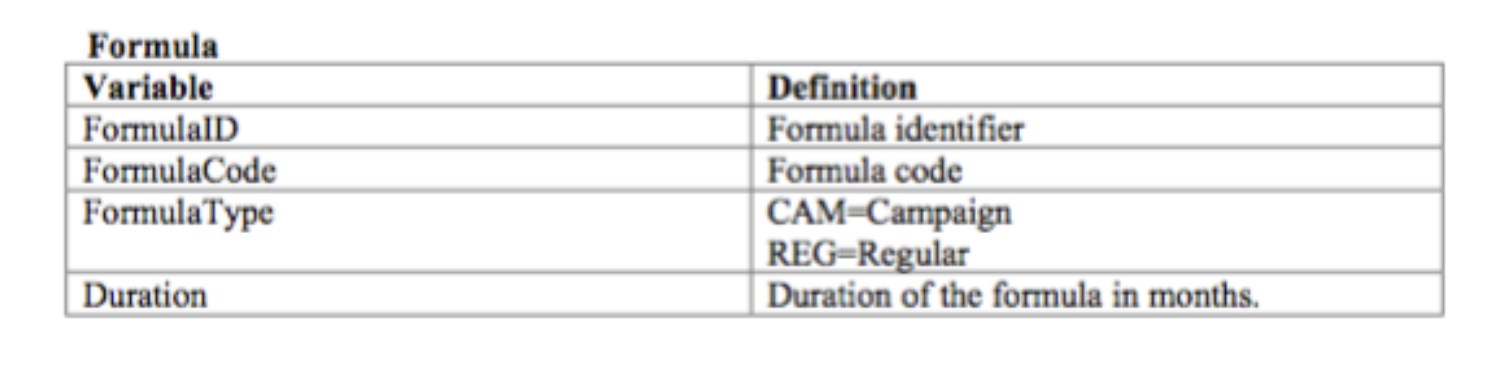 Formula
Variable Definition
FormulaID Formula identifier
FormulaCode Formula code
FormulaType CAM=Campaign
REG=Regular
Duration Duration of the formula in months.